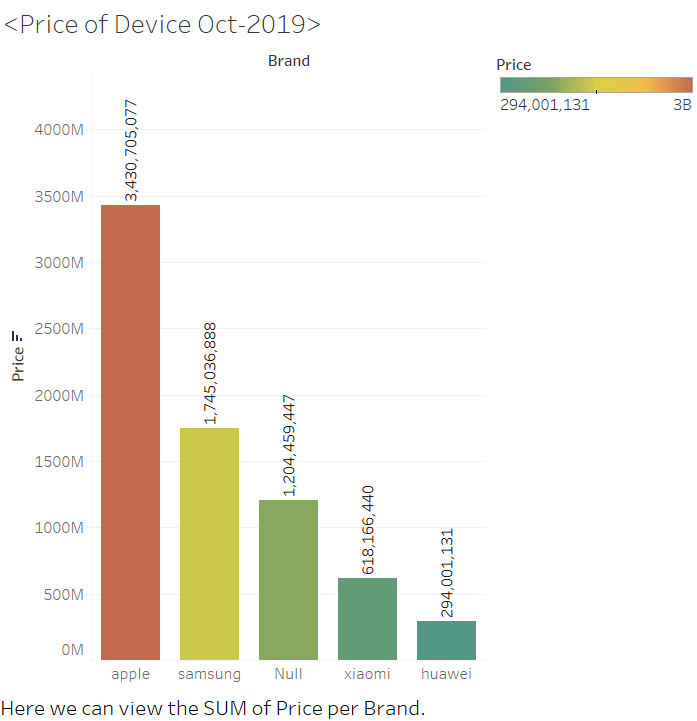 <Price of Device Oct-2019>
Brand
Price
294,001,131 3B
4000M
3500M
3000M
2500M
2000M
1500M
1000M
500M
0M
Price
3,430,705,077
1,745,036,888
1,204,459,447
618,166,440
294,001,131
apple samsung Null xiaomi huawei
Here we can view the SUM of Price per Brand.